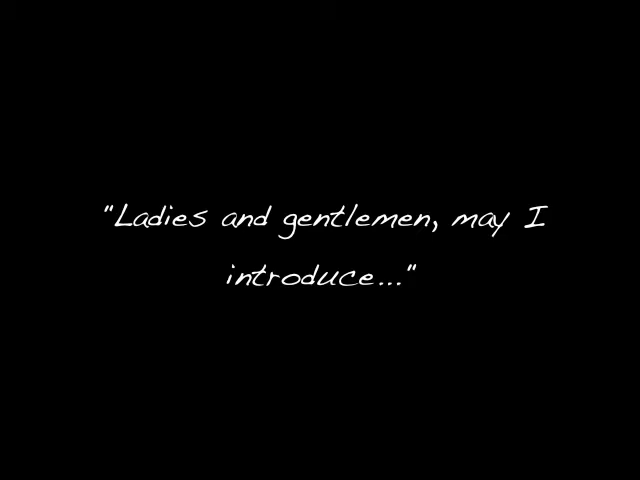 "Ladies and gentlemen, may I
introduce..."